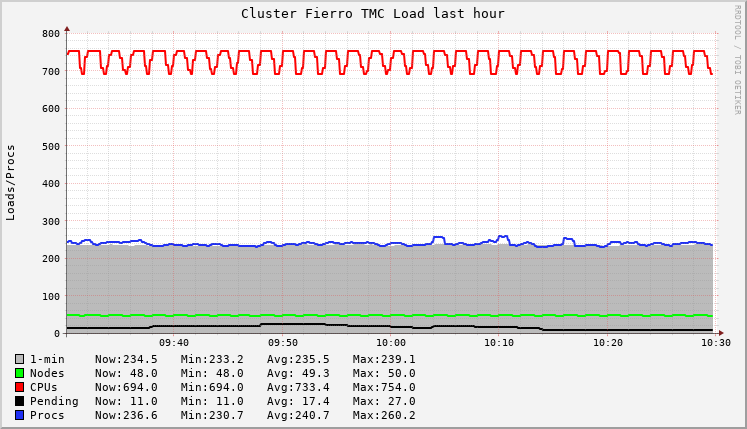 Cluster Fierro TMC Load last hour
RRDTOOL / TOBI OETIKER
Loads/Procs
800
700
600
500
400
300
200
100
0
09:40 09:50 10:00 10:10 10:20 10:30
1-min Now:234.5 Min:233.2 Avg:235.5 Max:239.1
Nodes Now: 48.0 Min: 48.0 Avg: 49.3 Max: 50.0
CPUs Now:694.0 Min:694.0 Avg:733.4 Max:754.0
Pending Now: 11.0 Min: 11.0 Avg: 17.4 Max: 27.0
Procs Now:236.6 Min:230.7 Avg:240.7 Max:260.2